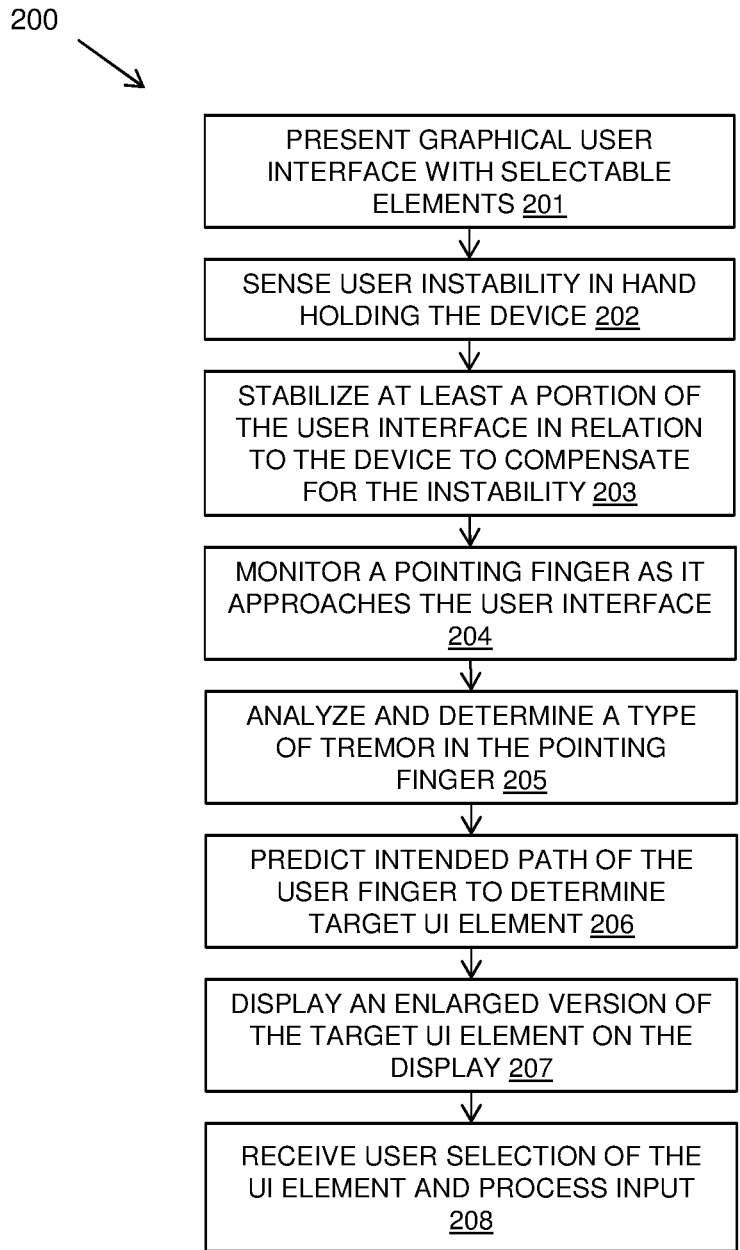 200
PRESENT GRAPHICAL USER
INTERFACE WITH SELECTABLE
ELEMENTS 201
SENSE USER INSTABILITY IN HAND
HOLDING THE DEVICE 202
STABILIZE AT LEAST A PORTION OF
THE USER INTERFACE IN RELATION
TO THE DEVICE TO COMPENSATE
FOR THE INSTABILITY 203
MONITOR A POINTING FINGER AS IT
APPROACHES THE USER INTERFACE
204
ANALYZE AND DETERMINE A TYPE
OF TREMOR IN THE POINTING
FINGER 205
PREDICT INTENDED PATH OF THE
USER FINGER TO DETERMINE
TARGET UI ELEMENT 206
DISPLAY AN ENLARGED VERSION OF
THE TARGET UI ELEMENT ON THE
DISPLAY 207
RECEIVE USER SELECTION OF THE
UI ELEMENT AND PROCESS INPUT
208